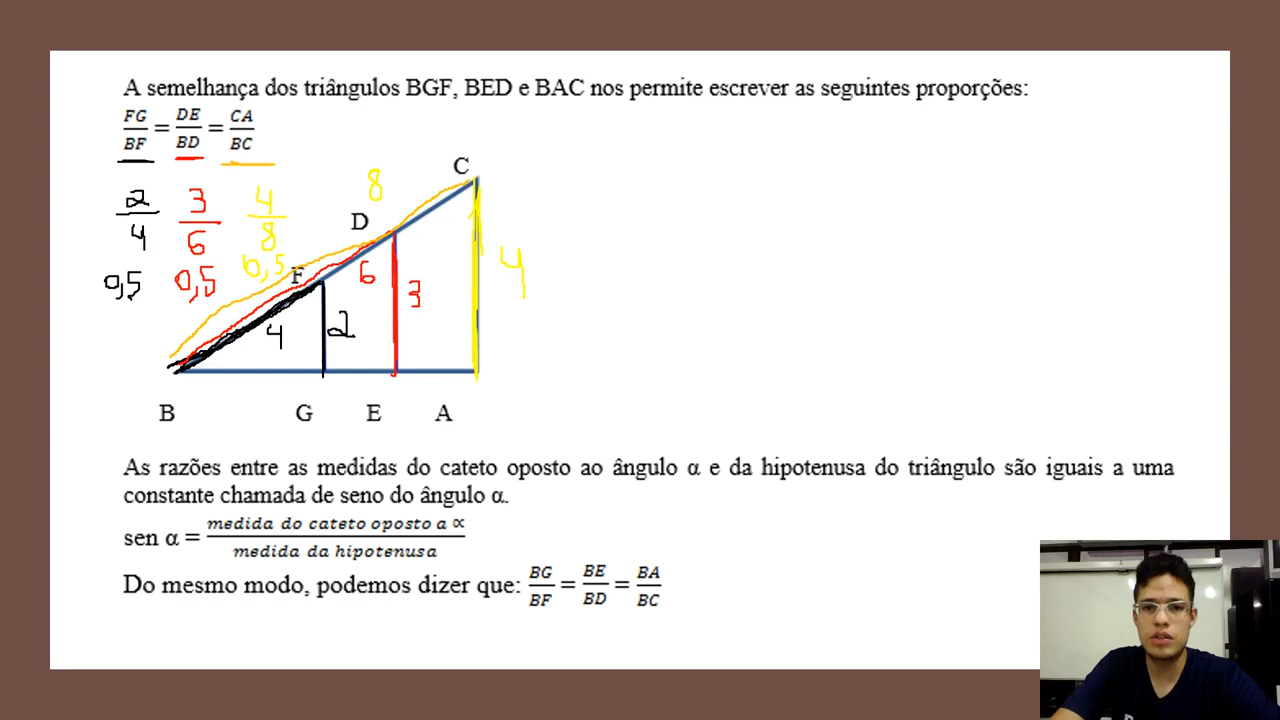 A semelhança dos triângulos BGF, BED e BAC nos permite escrever as seguintes proporções:
FG/BF = DE/BD = CA/BC
2/4 3/6 4/8
0,5 0,5 0,5
C
8
D
F
6
3
4
4
2
B G E A
As razões entre as medidas do cateto oposto ao ângulo α e da hipotenusa do triângulo são iguais a uma
constante chamada de seno do ângulo α.
sen α = medida do cateto oposto a ∝/medida da hipotenusa
Do mesmo modo, podemos dizer que: BG/BF = BE/BD = BA/BC